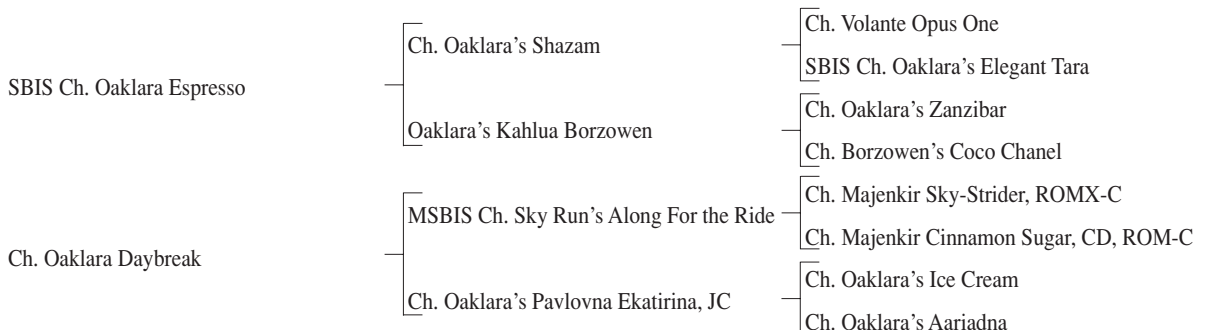 Ch. Volante Opus One
Ch. Oaklara’s Shazam
SBIS Ch. Oaklara’s Elegant Tara
SBIS Ch. Oaklara Espresso
Ch. Oaklara’s Zanzibar
Oaklara’s Kahlua Borzowen
Ch. Borzowen’s Coco Chanel
Ch. Majenkir Sky-Strider, ROMX-C
MSBIS Ch. Sky Run’s Along For the Ride
Ch. Majenkir Cinnamon Sugar, CD, ROM-C
Ch. Oaklara Daybreak
Ch. Oaklara’s Ice Cream
Ch. Oaklara’s Pavlovna Ekatirina, JC
Ch. Oaklara’s Aariadna